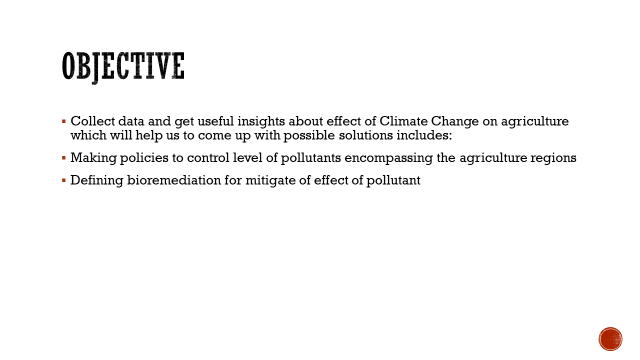 OBJECTIVE
▪ Collect data and get useful insights about effect of Climate Change on agriculture
which will help us to come up with possible solutions includes:
▪ Making policies to control level of pollutants encompassing the agriculture regions
▪ Defining bioremediation for mitigate of effect of pollutant